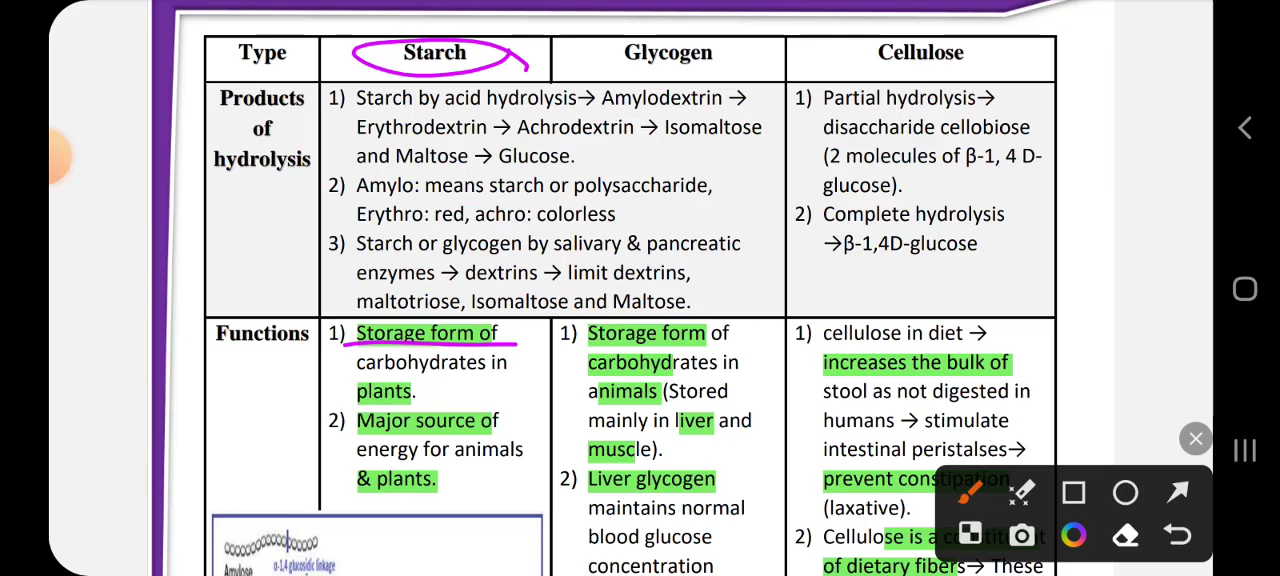 Type
Starch
Glycogen
Cellulose
Products
of
hydrolysis
1) Starch by acid hydrolysis→ Amylodextrin →
Erythrodextrin → Achrodextrin → Isomaltose
and Maltose → Glucose.
2) Amylo: means starch or polysaccharide,
Erythro: red, achro: colorless
3) Starch or glycogen by salivary & pancreatic
enzymes → dextrins → limit dextrins,
maltotriose, Isomaltose and Maltose.
1) Partial hydrolysis→
disaccharide cellobiose
(2 molecules of β-1, 4 D-
glucose).
2) Complete hydrolysis
→β-1,4D-glucose
Functions
1) Storage form of
carbohydrates in
plants.
2) Major source of
energy for animals
& plants.
Amylose
α-1,4 glucosidic linkage
1) Storage form of
carbohydrates in
animals (Stored
mainly in liver and
muscle).
2) Liver glycogen
maintains normal
blood glucose
concentration
1) cellulose in diet →
increases the bulk of
stool as not digested in
humans → stimulate
intestinal peristalses→
prevent constipation
(laxative).
2) Cellulose is a constituent
of dietary fibers→ These